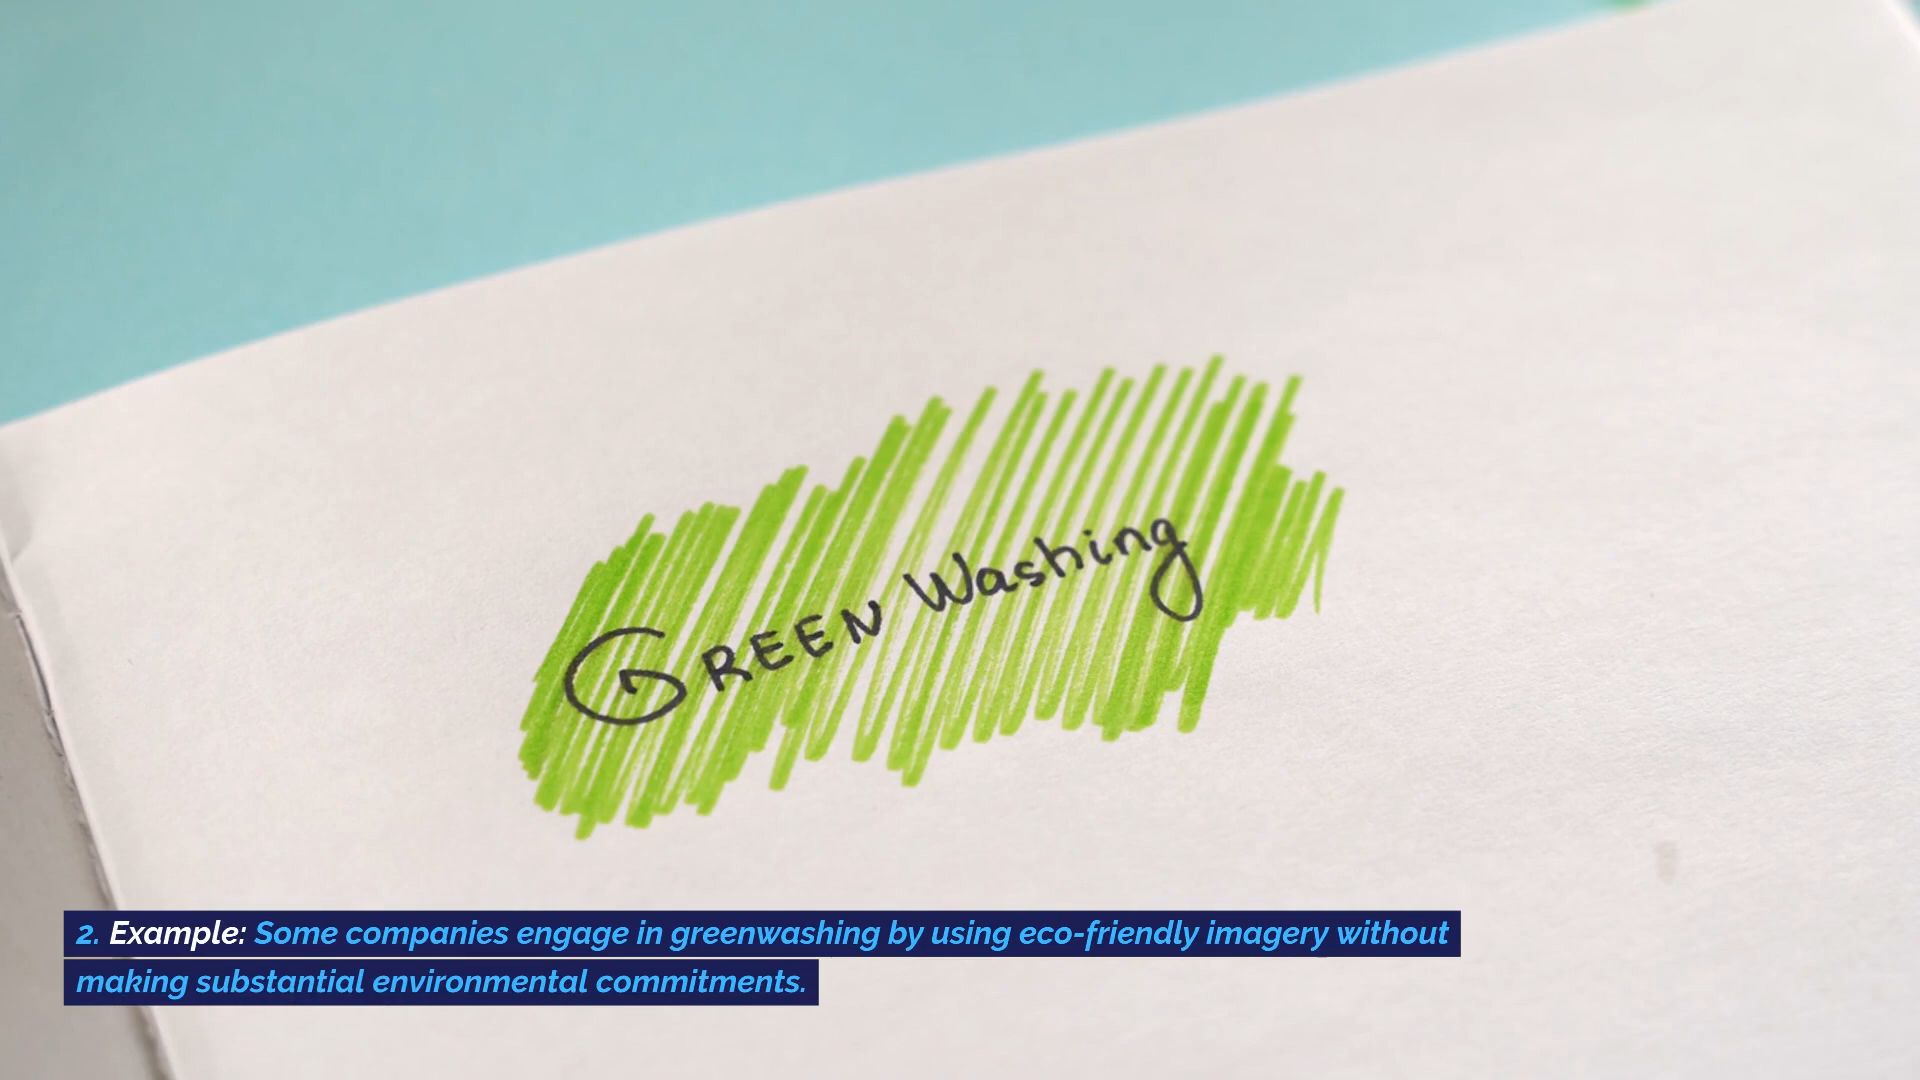 GREEN Washing
2. Example: Some companies engage in greenwashing by using eco-friendly imagery without
making substantial environmental commitments.